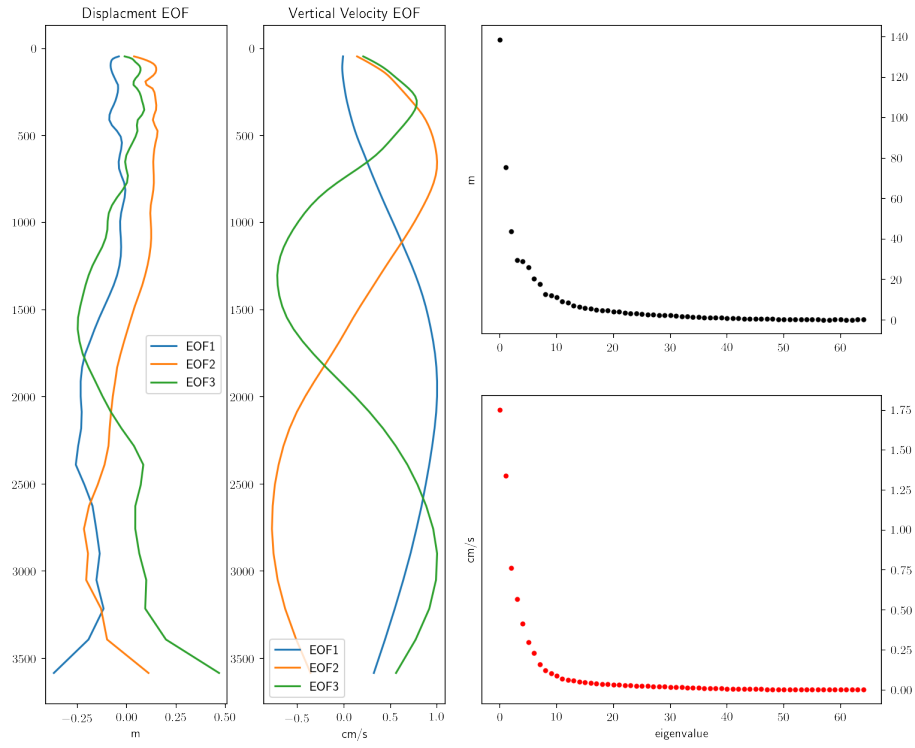 Displacment EOF
0
500
1000
1500
2000
2500
3000
3500
−0.25 0.00 0.25 0.50
m
EOF1
EOF2
EOF3
Vertical Velocity EOF
0
500
1000
1500
2000
2500
3000
3500
−0.5 0.0 0.5 1.0
cm/s
EOF1
EOF2
EOF3
140
120
100
80
60
40
20
0
m
0 10 20 30 40 50 60
1.75
1.50
1.25
1.00
0.75
0.50
0.25
0.00
cm/s
0 10 20 30 40 50 60
eigenvalue